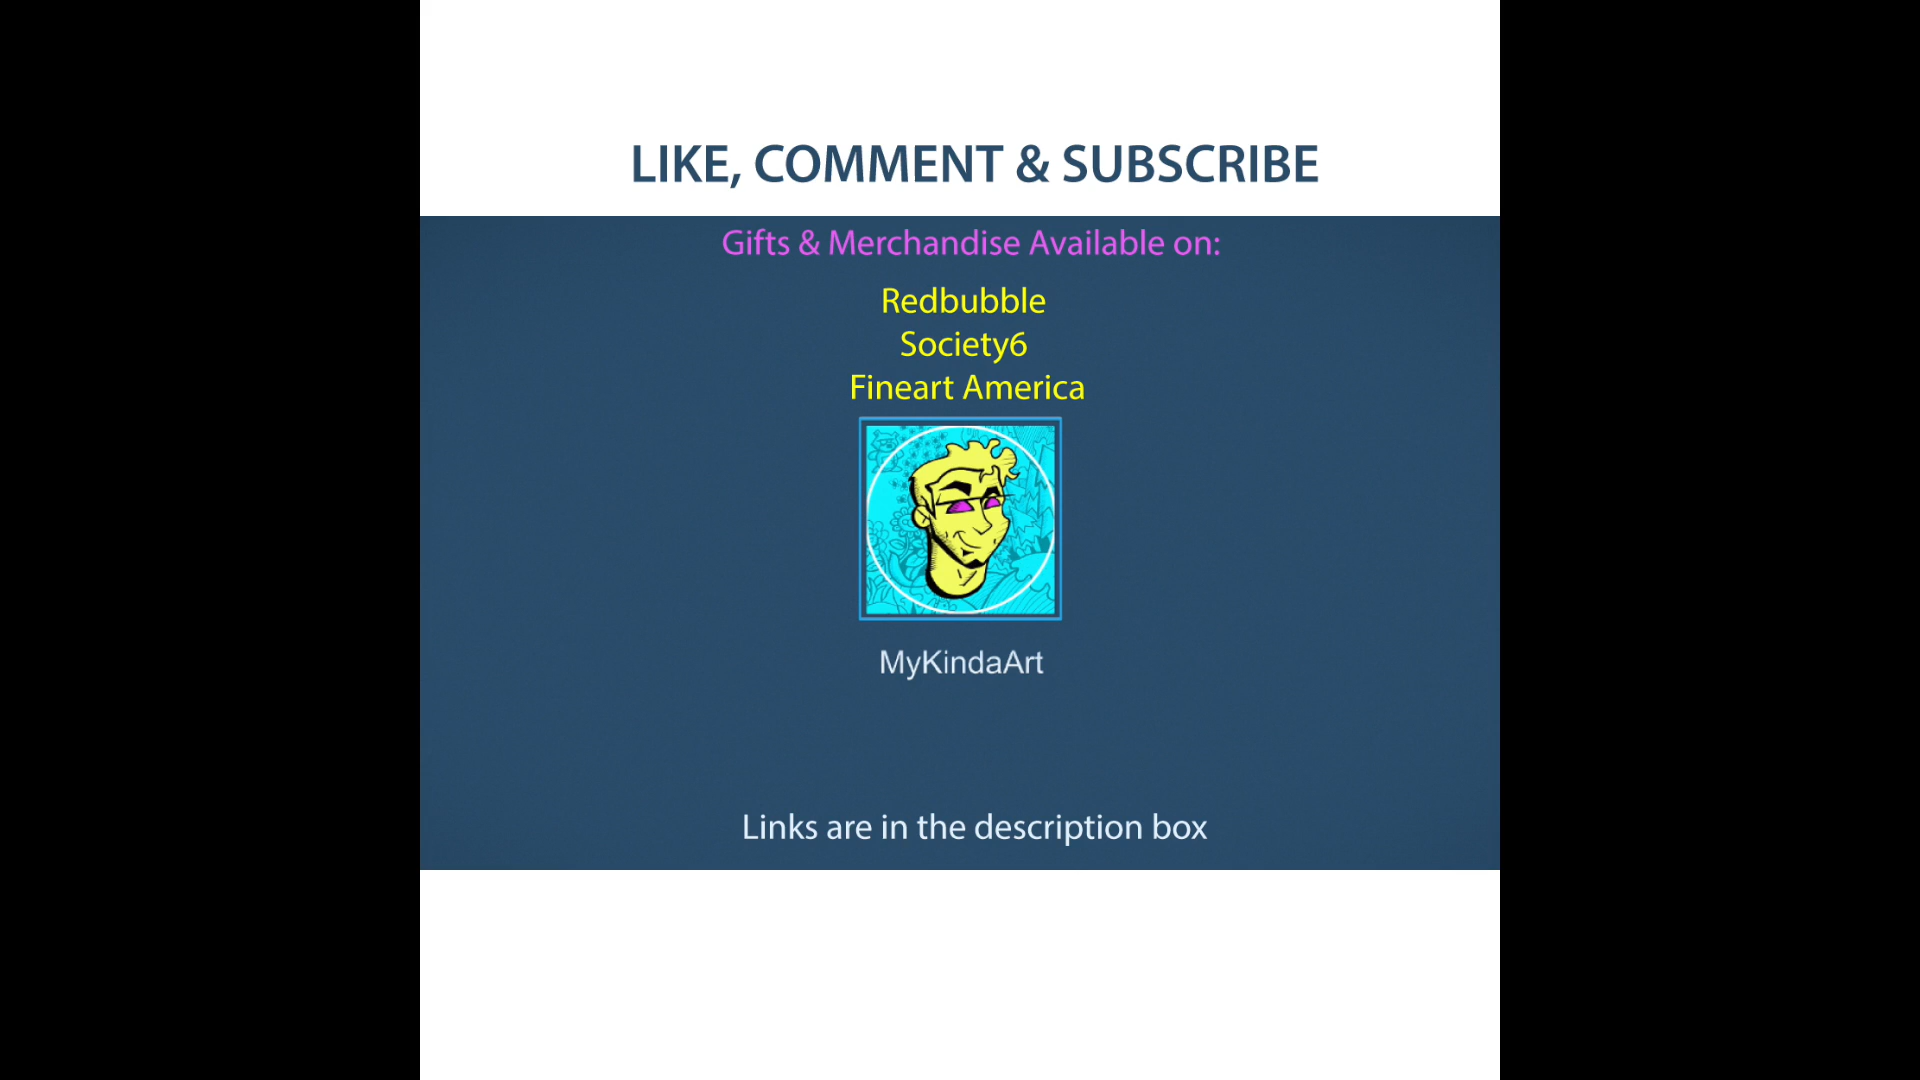 LIKE, COMMENT & SUBSCRIBE
Gifts & Merchandise Available on:
Redbubble
Society6
Fineart America
MyKindaArt
Links are in the description box